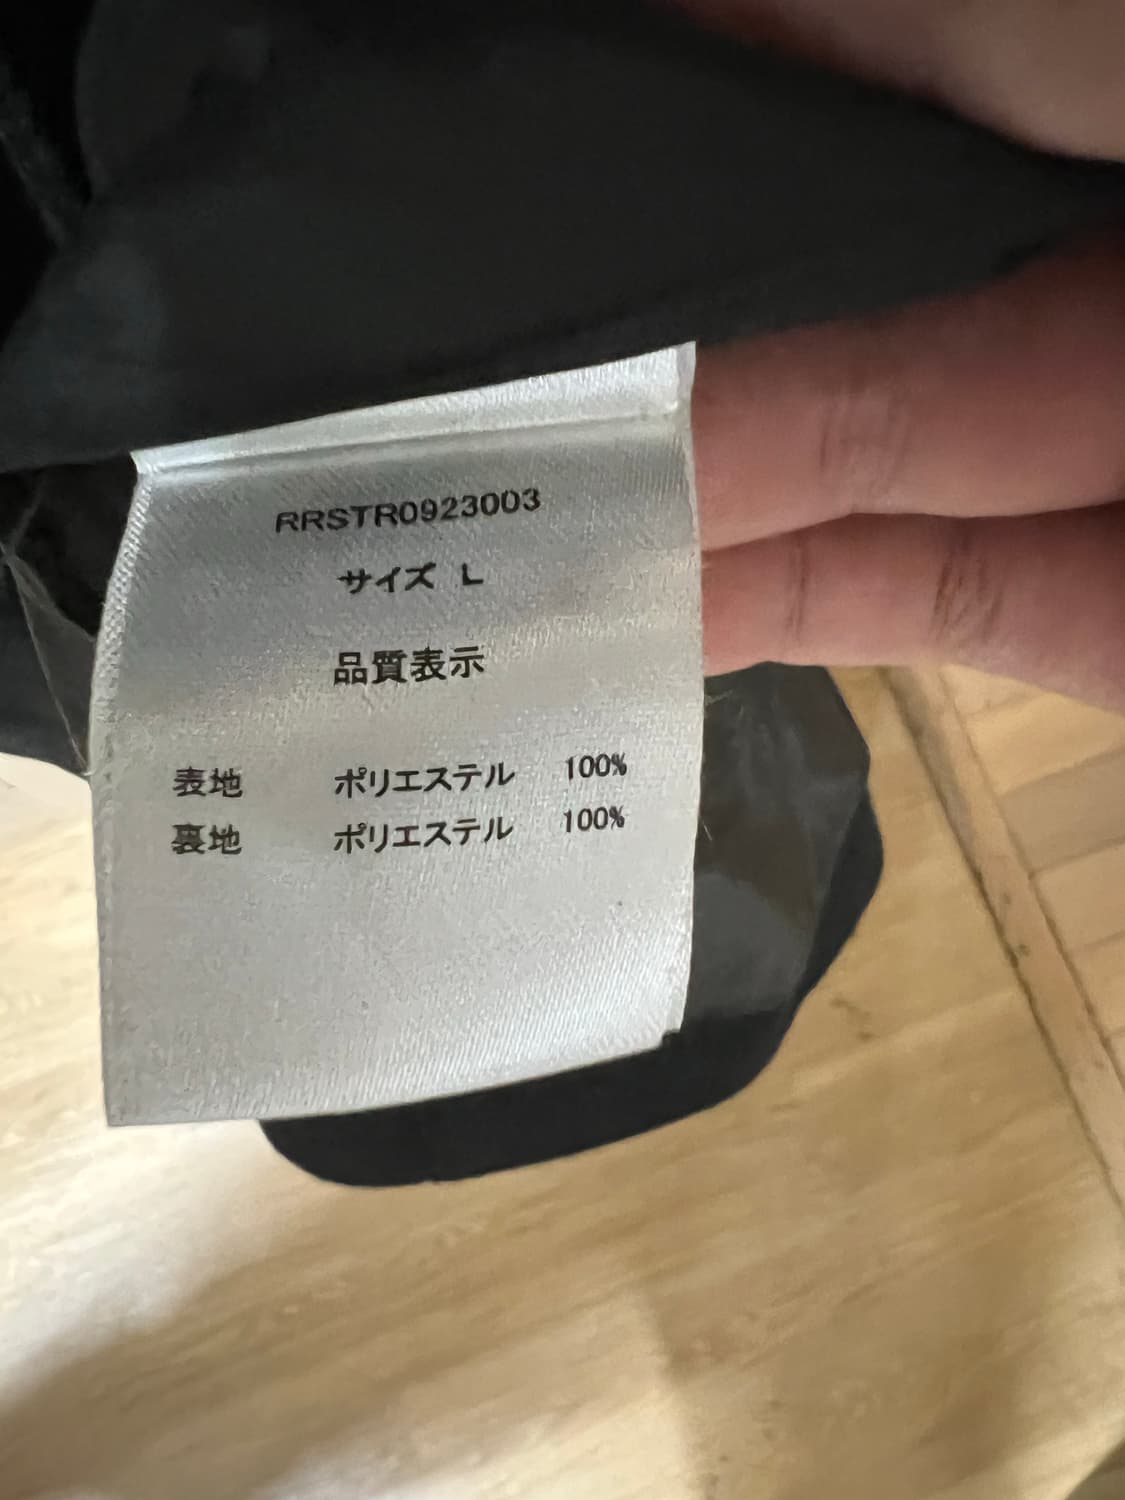 RRSTR0923003
サイズ L
品質表示
表地 ポリエステル 100%
裏地 ポリエステル 100%